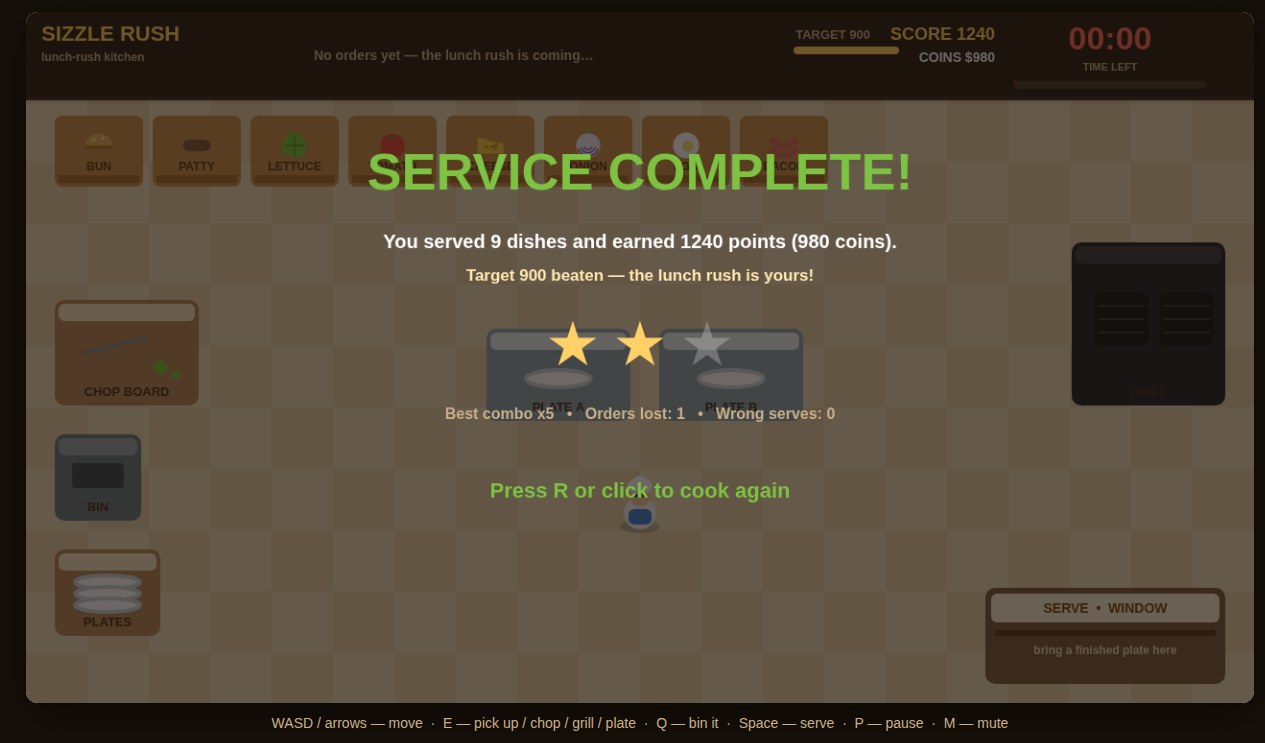 SIZZLE RUSH
lunch-rush kitchen
No orders yet — the lunch rush is coming…
TARGET 900
SCORE 1240
COINS $980
00:00
TIME LEFT
BUN
PATTY
LETTUCE
ONION
SERVICE COMPLETE!
You served 9 dishes and earned 1240 points (980 coins).
Target 900 beaten — the lunch rush is yours!
CHOP BOARD
PLATE A
PLATE B
GRILL
Best combo x5 • Orders lost: 1 • Wrong serves: 0
BIN
Press R or click to cook again
PLATES
SERVE • WINDOW
bring a finished plate here
WASD / arrows — move · E — pick up / chop / grill / plate · Q — bin it · Space — serve · P — pause · M — mute